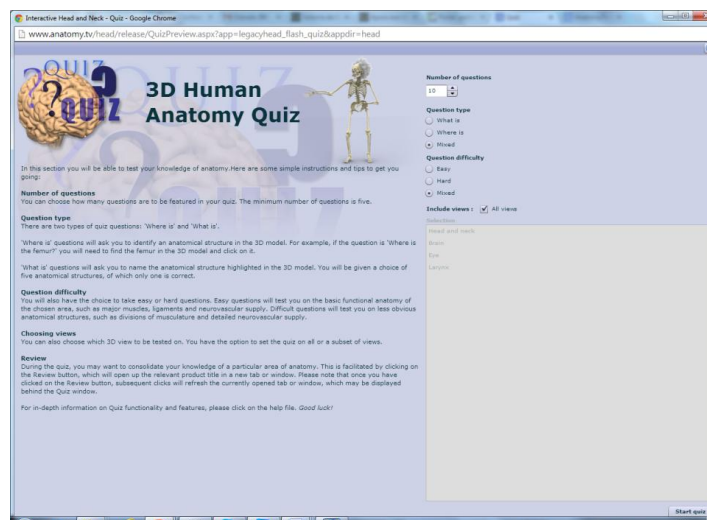 Interactive Head and Neck - Quiz - Google Chrome
www.anatomy.tv/head/release/QuizPreview.aspx?app=legacyhead_flash_quiz&appdir=head
QUIZ
QUIZ
3D Human
Anatomy Quiz
In this section you will be able to test your knowledge of anatomy.Here are some simple instructions and tips to get you
going:
Number of questions
You can choose how many questions are to be featured in your quiz. The minimum number of questions is five.
Question type
There are two types of quiz questions: 'Where is' and 'What is'.
'Where is' questions will ask you to identify an anatomical structure in the 3D model. For example, if the question is 'Where is
the femur?' you will need to find the femur in the 3D model and click on it.
'What is' questions will ask you to name the anatomical structure highlighted in the 3D model. You will be given a choice of
five anatomical structures, of which only one is correct.
Question difficulty
You will also have the choice to take easy or hard questions. Easy questions will test you on the basic functional anatomy of
the chosen area, such as major muscles, ligaments and neurovascular supply. Difficult questions will test you on less obvious
anatomical structures, such as divisions of musculature and detailed neurovascular supply.
Choosing views
You can also choose which 3D view to be tested on. You have the option to set the quiz on all or a subset of views.
Review
During the quiz, you may want to consolidate your knowledge of a particular area of anatomy. This is facilitated by clicking on
the Review button, which will open up the relevant product title in a new tab or window. Please note that once you have
clicked on the Review button, subsequent clicks will refresh the currently opened tab or window, which may be displayed
behind the Quiz window.
For in-depth information on Quiz functionality and features, please click on the help file. Good luck!
Number of questions
10
Question type
What is
Where is
Mixed
Question difficulty
Easy
Hard
Mixed
Include views : All views
Selection
Head and neck
Brain
Eye
Larynx
Start quiz